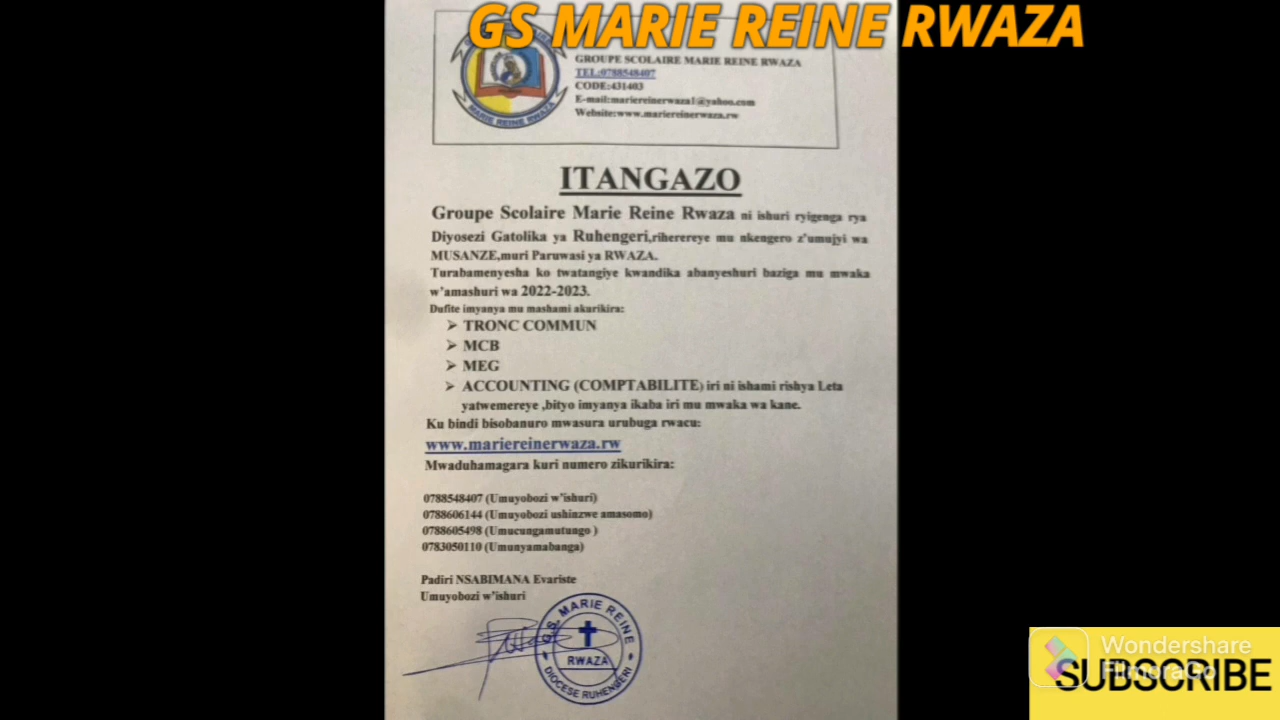 GS MARIE REINE RWAZA
GROUPE SCOLAIRE MARIE REINE RWAZA
TEL:0788548407
CODE:431403
E-mail:mariereinerwaza1@yahoo.com
Website:www.mariereinerwaza.rw
MARIE REINE RWAZA
ITANGAZO
Groupe Scolaire Marie Reine Rwaza ni ishuri ryigenga rya
Diyosezi Gatolika ya Ruhengeri,riherereye mu nkengero z'umujyi wa
MUSANZE,muri Paruwasi ya RWAZA.
Turabamenyesha ko twatangiye kwandika abanyeshuri baziga mu mwaka
w'amashuri wa 2022-2023.
Dufite imyanya mu mashami akarikira:
➢ TRONC COMMUN
➢ MCB
➢ MEG
➢ ACCOUNTING (COMPTABILITE) iri ni ishami rishya Leta
yatwemereye ,bityo imyanya ikaba iri mu mwaka wa kane.
Ku bindi bisobanuro mwasura urubuga rwacu:
www.mariereinerwaza.rw
Mwaduhamagara kuri numero zikurikira:
0788548407 (Umuyobozi w'ishuri)
0788606144 (Umuyobozi ushinzwe amasomo)
0788605498 (Umucungamutungo )
0783050110 (Umunyamabanga)
Padiri NSABIMANA Evariste
Umuyobozi w'ishuri
G.S. MARIE REINE
RWAZA
DIOCESE RUHENGERI
Wondershare
FilmoraGo
SUBSCRIBE